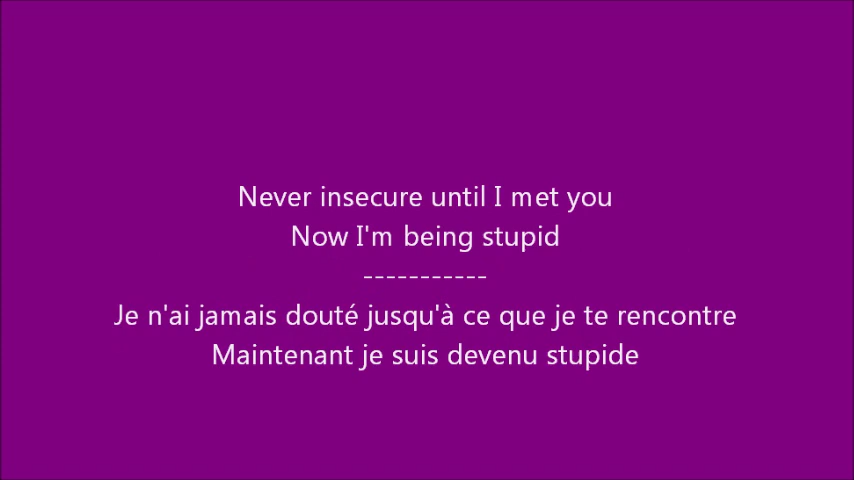 Never insecure until I met you
Now I'm being stupid
-----------
Je n'ai jamais douté jusqu'à ce que je te rencontre
Maintenant je suis devenu stupide